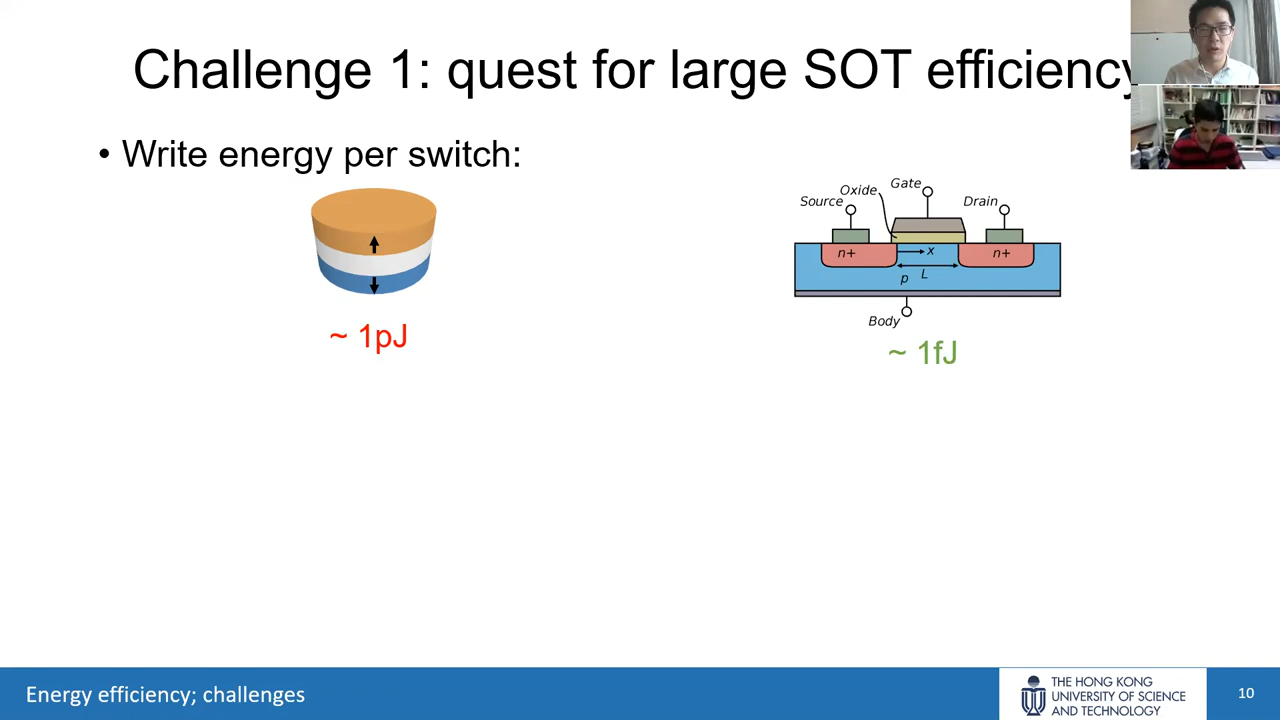 Challenge 1: quest for large SOT efficiency
• Write energy per switch:
Gate
Oxide
Source
Drain
n+
x
n+
L
p
Body
~ 1pJ
~ 1fJ
Energy efficiency; challenges
THE HONG KONG
UNIVERSITY OF SCIENCE
AND TECHNOLOGY
10